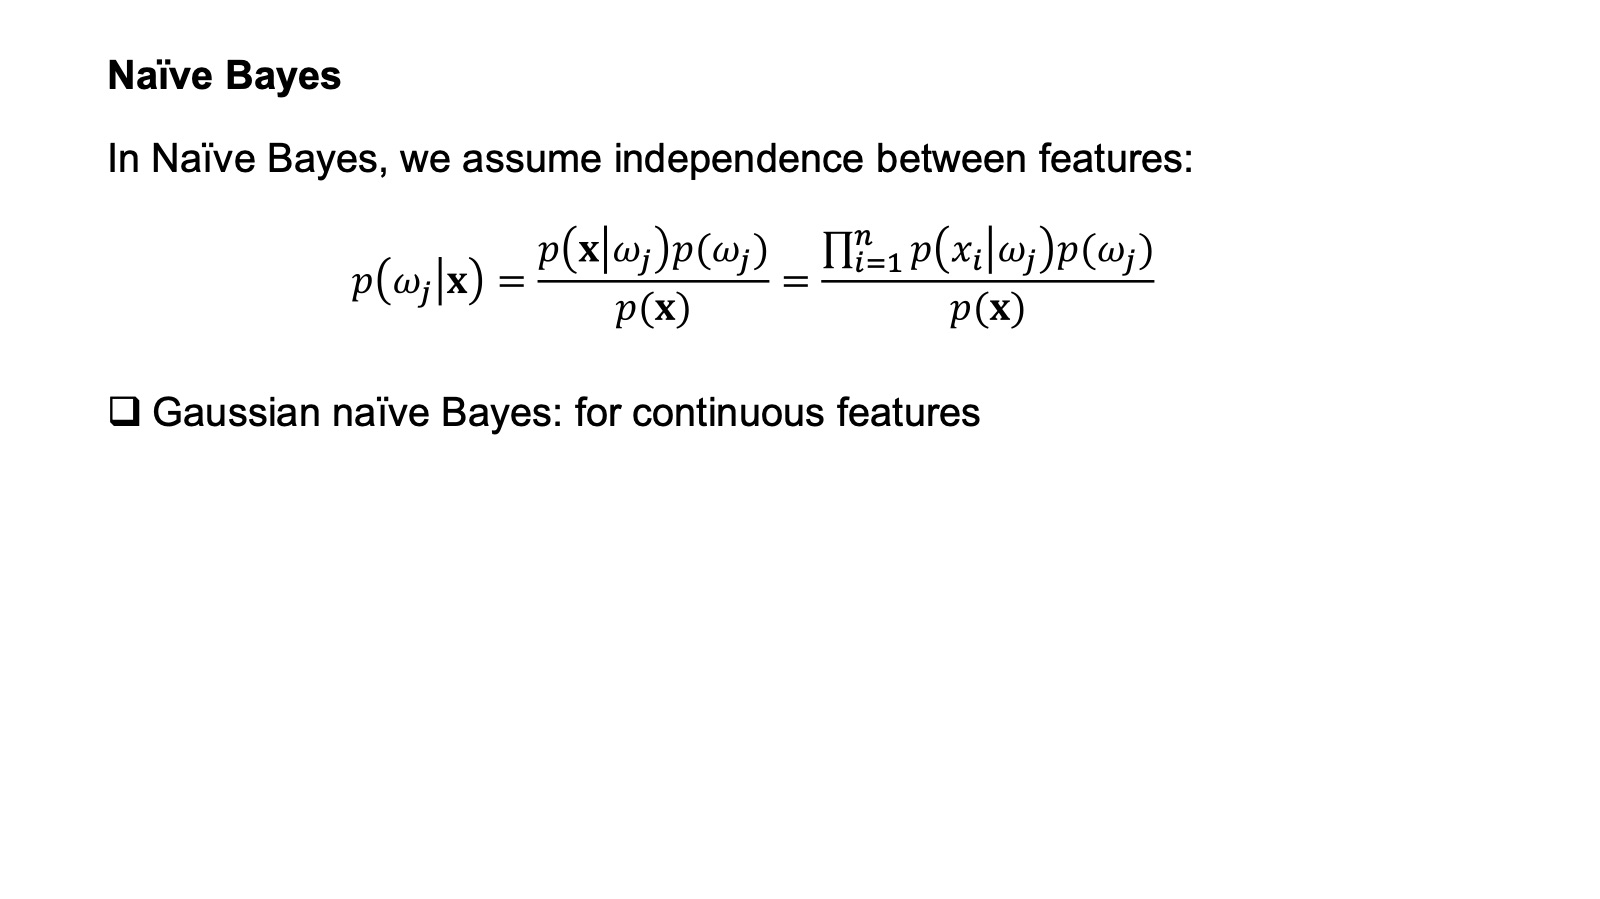 Naïve Bayes
In Naïve Bayes, we assume independence between features:
𝑝(𝜔ⱼ|𝐱) = 𝑝(𝐱|𝜔ⱼ)𝑝(𝜔ⱼ) / 𝑝(𝐱) = ∏ⁿᵢ₌₁ 𝑝(𝑥ᵢ|𝜔ⱼ)𝑝(𝜔ⱼ) / 𝑝(𝐱)
❑ Gaussian naïve Bayes: for continuous features